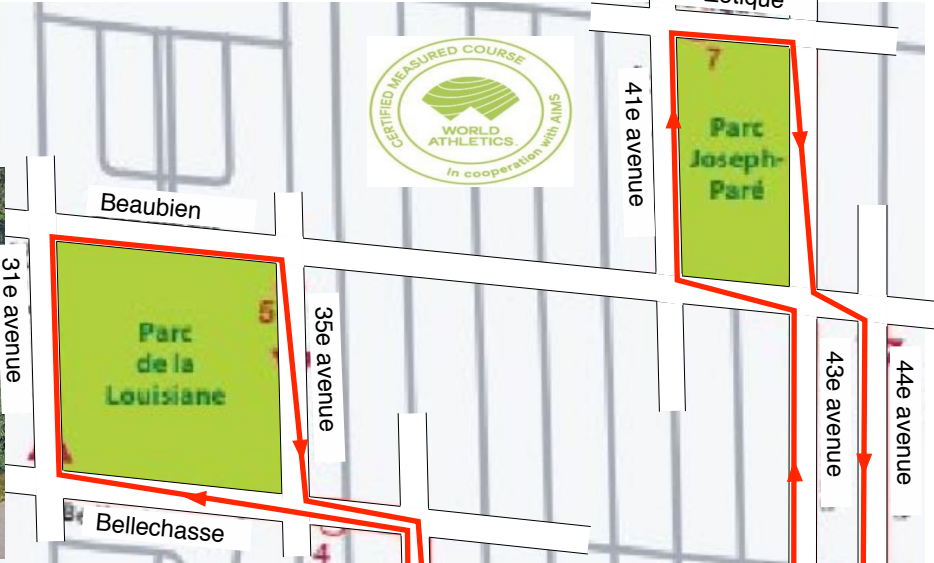 7
41e avenue
Parc
Joseph-
Paré
CERTIFIED MEASURED COURSE
WORLD
ATHLETICS
In cooperation with AIMS
Beaubien
31e avenue
5
Parc
de la
Louisiane
35e avenue
43e avenue
44e avenue
Bellechasse
4